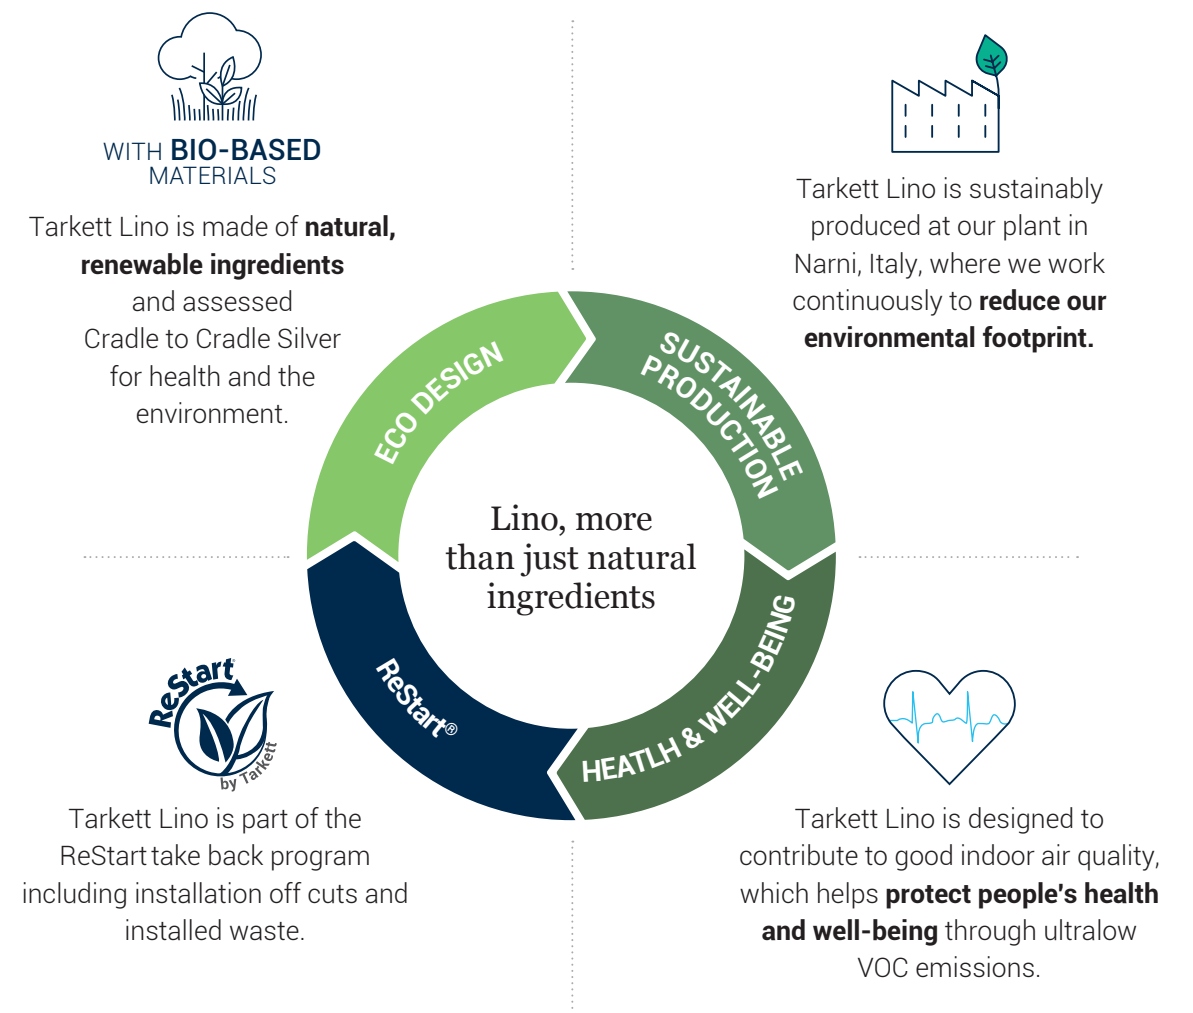 WITH BIO-BASED
MATERIALS
Tarkett Lino is made of natural,
renewable ingredients
and assessed
Cradle to Cradle Silver
for health and the
environment.
Tarkett Lino is sustainably
produced at our plant in
Narni, Italy, where we work
continuously to reduce our
environmental footprint.
ECO DESIGN
SUSTAINABLE
PRODUCTION
Lino, more
than just natural
ingredients
HEATLH & WELL-BEING
ReStart®
ReStart
by Tarkett
Tarkett Lino is part of the
ReStart take back program
including installation off cuts and
installed waste.
Tarkett Lino is designed to
contribute to good indoor air quality,
which helps protect people's health
and well-being through ultralow
VOC emissions.